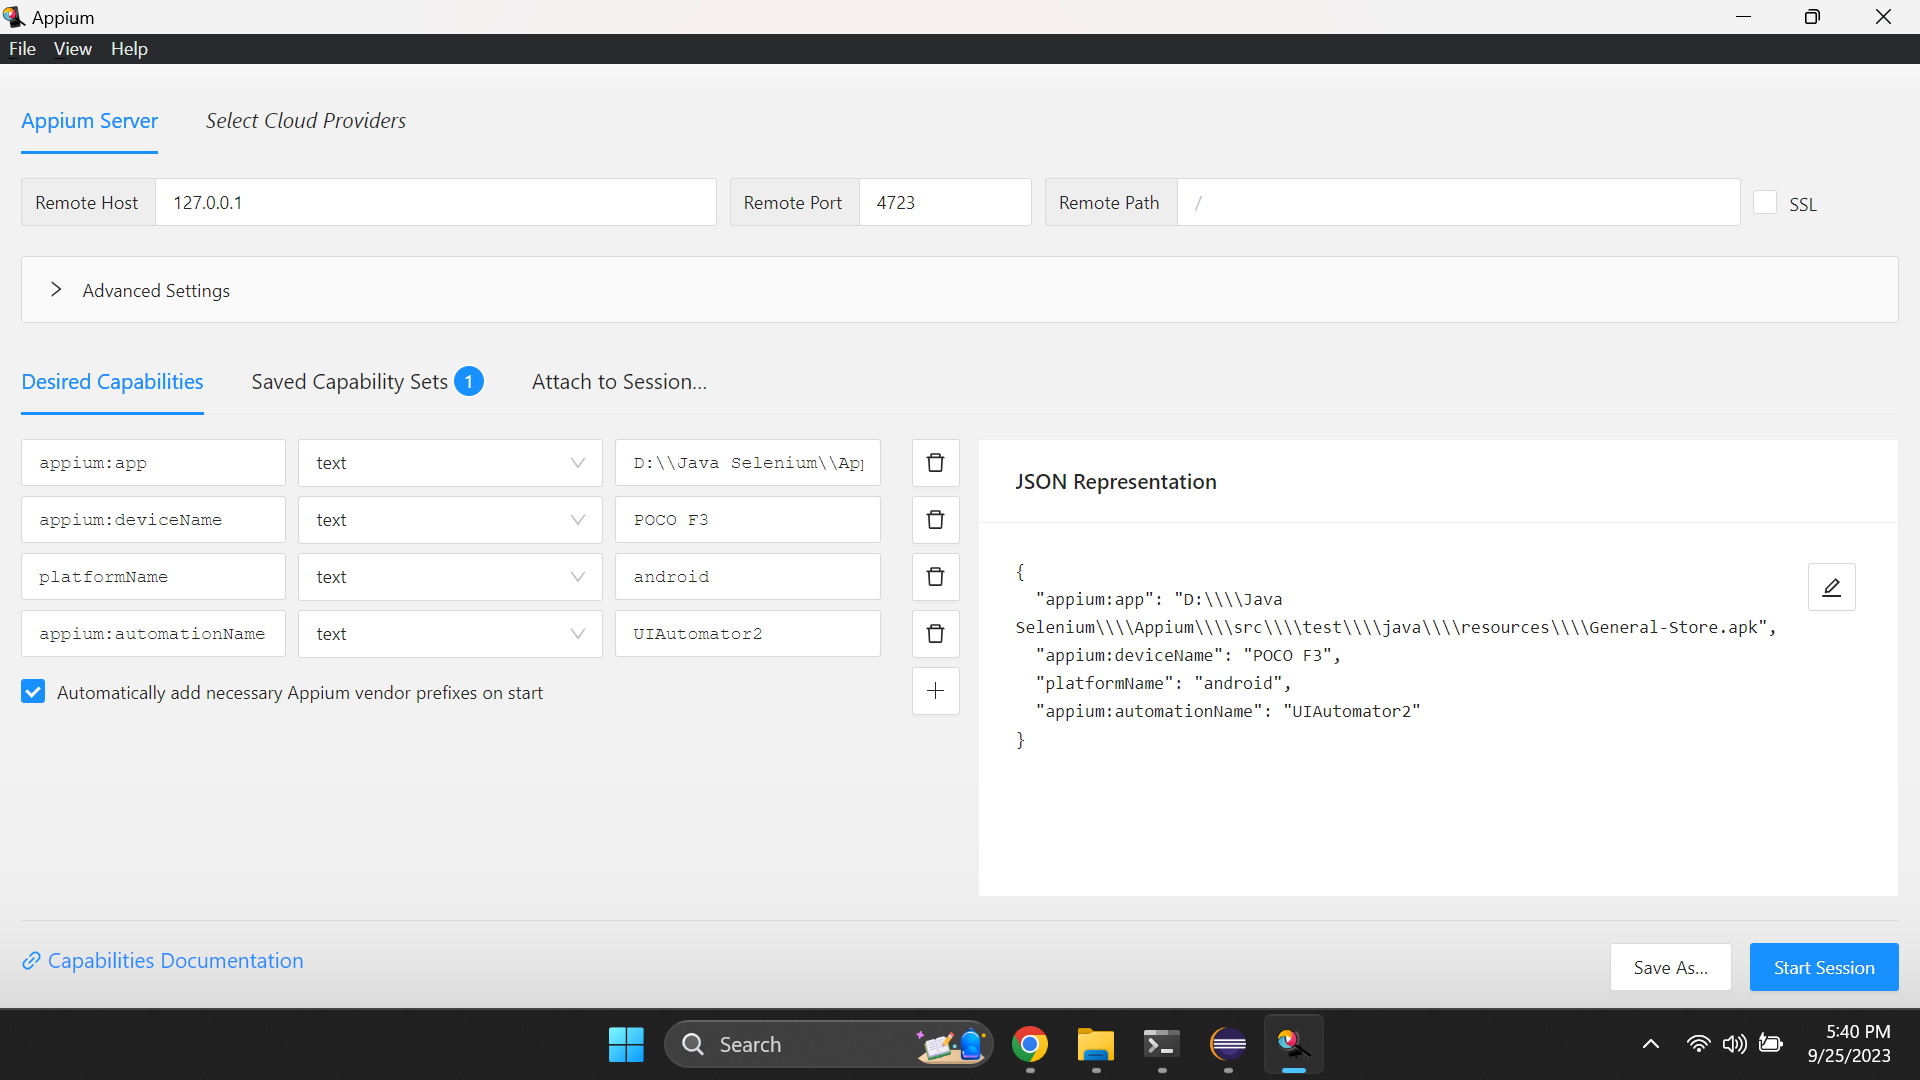 Appium
File View Help
Appium Server Select Cloud Providers
Remote Host 127.0.0.1 Remote Port 4723 Remote Path / SSL
Advanced Settings
Desired Capabilities Saved Capability Sets 1 Attach to Session...
appium:app text D:\\Java Selenium\\App
appium:deviceName text POCO F3
platformName text android
appium:automationName text UIAutomator2
Automatically add necessary Appium vendor prefixes on start
JSON Representation
{
"appium:app": "D:\\\\Java
Selenium\\\\Appium\\\\src\\\\test\\\\java\\\\resources\\\\General-Store.apk",
"appium:deviceName": "POCO F3",
"platformName": "android",
"appium:automationName": "UIAutomator2"
}
Capabilities Documentation
Save As... Start Session
Search
5:40 PM
9/25/2023